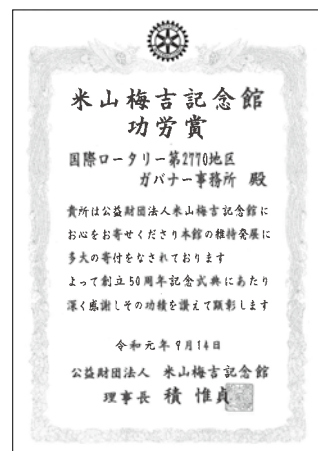 米山梅吉記念館
功労賞
国際ロータリー第2770地区
ガバナー事務所 殿
貴所は公益財団法人米山梅吉記念館に
お心をお寄せくださり本館の維持発展に
多大の寄付をなされております
よって創立50周年記念式典にあたり
深く感謝しその功績を讃えて顕彰します
令和元年9月14日
公益財団法人 米山梅吉記念館
理事長 積 惟貞